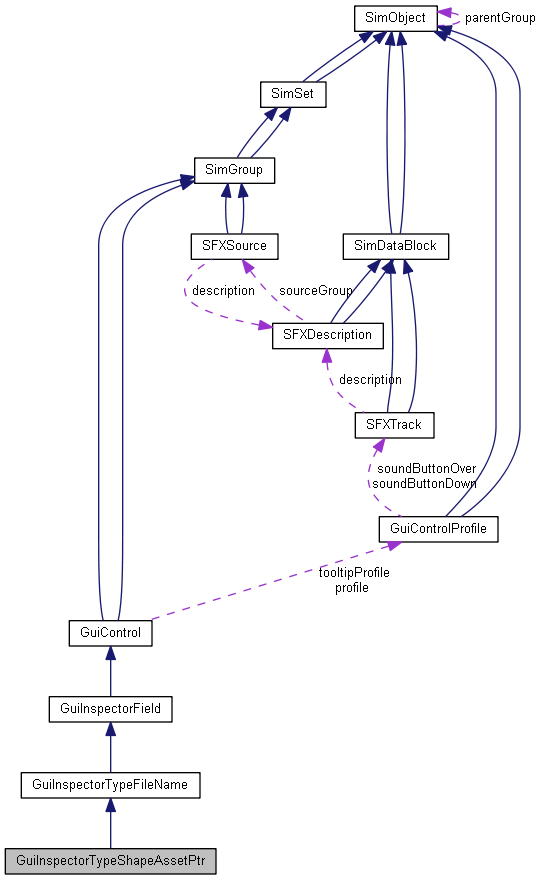 SimObject
parentGroup
SimSet
SimGroup
SFXSource
SimDataBlock
description
sourceGroup
SFXDescription
description
SFXTrack
soundButtonOver
soundButtonDown
GuiControlProfile
tooltipProfile
profile
GuiControl
GuiInspectorField
GuiInspectorTypeFileName
GuiInspectorTypeShapeAssetPtr